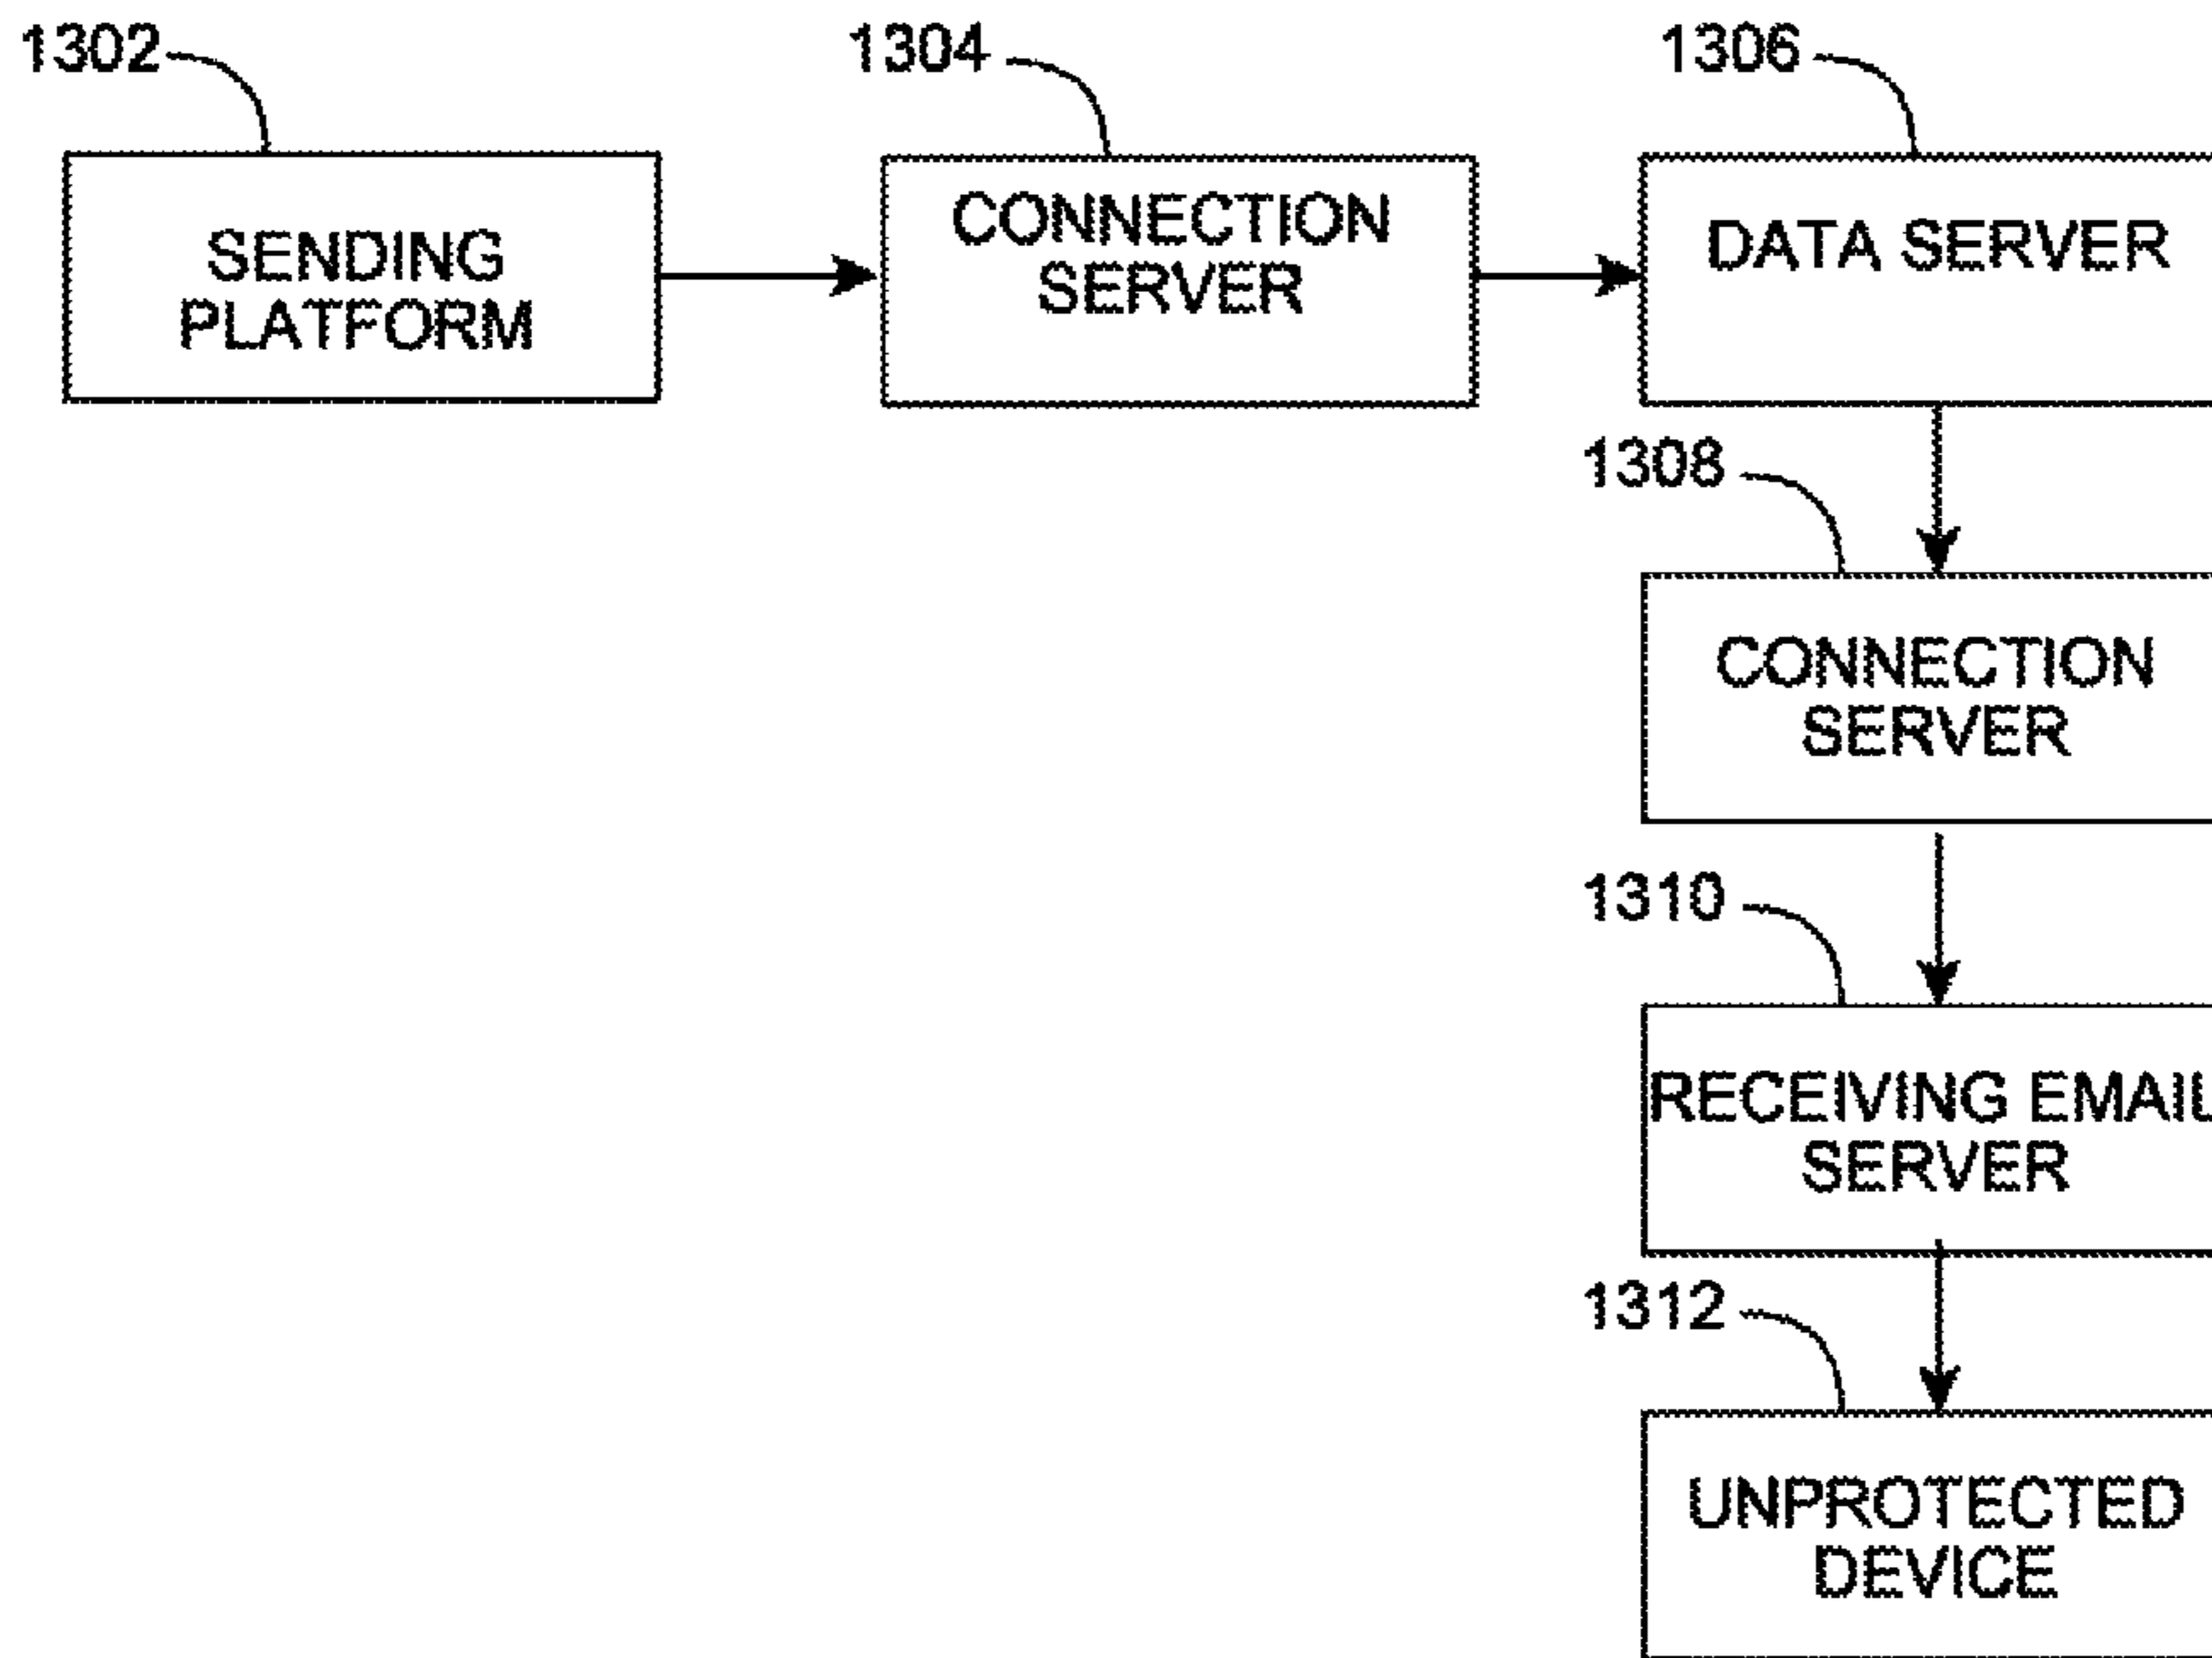 1302
1304
1306
SENDING
PLATFORM
CONNECTION
SERVER
DATA SERVER
1308
CONNECTION
SERVER
1310
RECEIVING EMAIL
SERVER
1312
UNPROTECTED
DEVICE